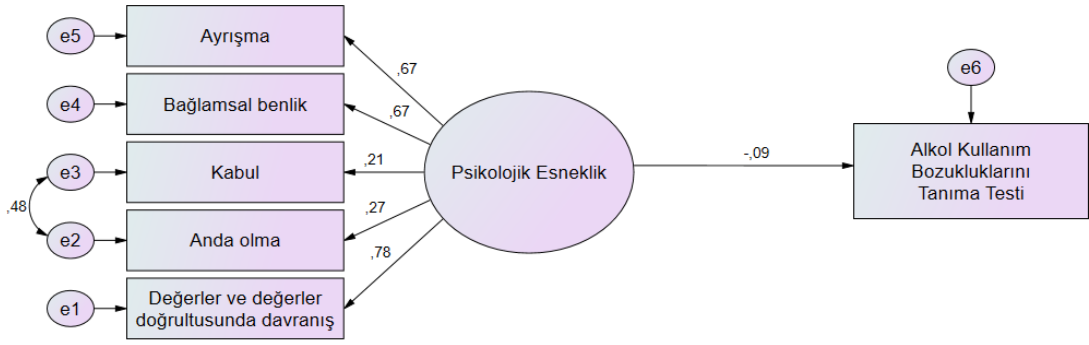 e5
Ayrışma
,67
e6
e4
Bağlamsal benlik
,67
e3
Kabul
,21
Psikolojik Esneklik
-,09
Alkol Kullanım
Bozukluklarını
Tanıma Testi
,48
e2
Anda olma
,27
,78
e1
Değerler ve değerler
doğrultusunda davranış